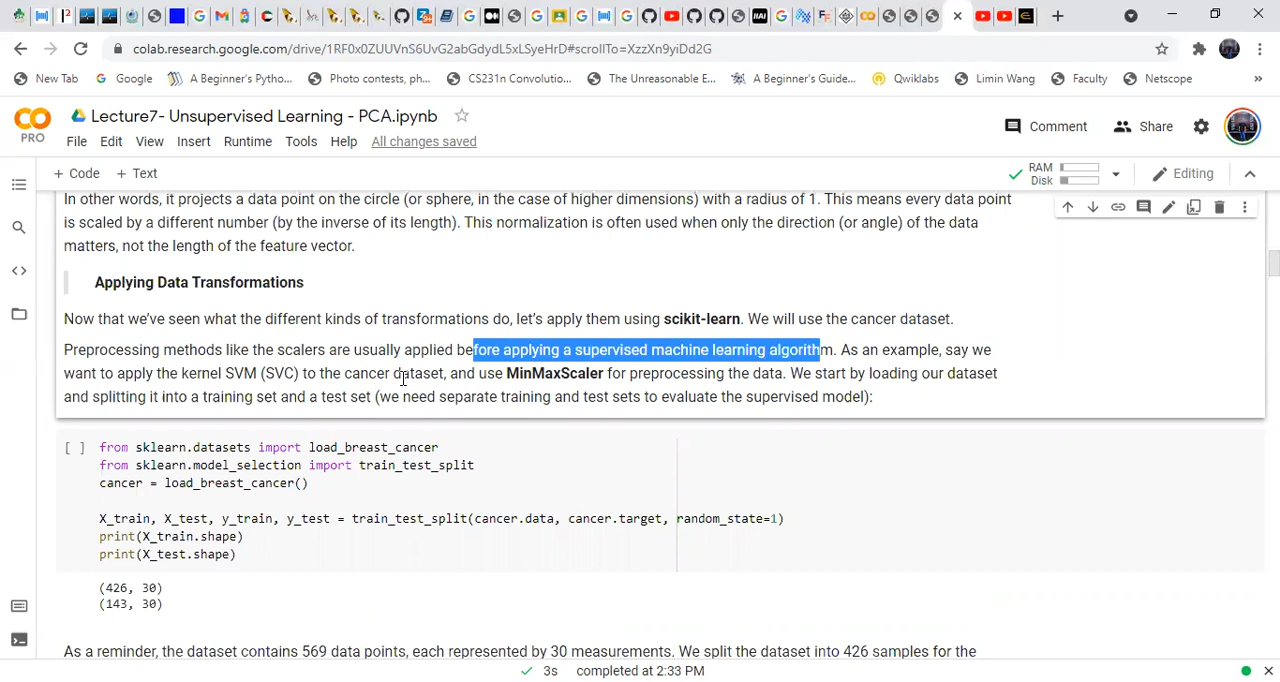 colab.research.google.com/drive/1RF0x0ZUUVnS6UvG2abGdydL5xLSyeHrD#scrollTo=XzzXn9yiDd2G
New Tab Google A Beginner's Pytho... Photo contests, ph... CS231n Convolutio... The Unreasonable E... A Beginner's Guide... Qwiklabs Limin Wang Faculty Netscope »
Lecture7- Unsupervised Learning - PCA.ipynb
PRO
Comment Share
File Edit View Insert Runtime Tools Help All changes saved
+ Code + Text
RAM
Disk
Editing
In other words, it projects a data point on the circle (or sphere, in the case of higher dimensions) with a radius of 1. This means every data point
is scaled by a different number (by the inverse of its length). This normalization is often used when only the direction (or angle) of the data
matters, not the length of the feature vector.
Applying Data Transformations
Now that we've seen what the different kinds of transformations do, let's apply them using scikit-learn. We will use the cancer dataset.
Preprocessing methods like the scalers are usually applied before applying a supervised machine learning algorithm. As an example, say we
want to apply the kernel SVM (SVC) to the cancer dataset, and use MinMaxScaler for preprocessing the data. We start by loading our dataset
and splitting it into a training set and a test set (we need separate training and test sets to evaluate the supervised model):
[ ] from sklearn.datasets import load_breast_cancer
from sklearn.model_selection import train_test_split
cancer = load_breast_cancer()
X_train, X_test, y_train, y_test = train_test_split(cancer.data, cancer.target, random_state=1)
print(X_train.shape)
print(X_test.shape)
(426, 30)
(143, 30)
As a reminder, the dataset contains 569 data points, each represented by 30 measurements. We split the dataset into 426 samples for the
3s completed at 2:33 PM